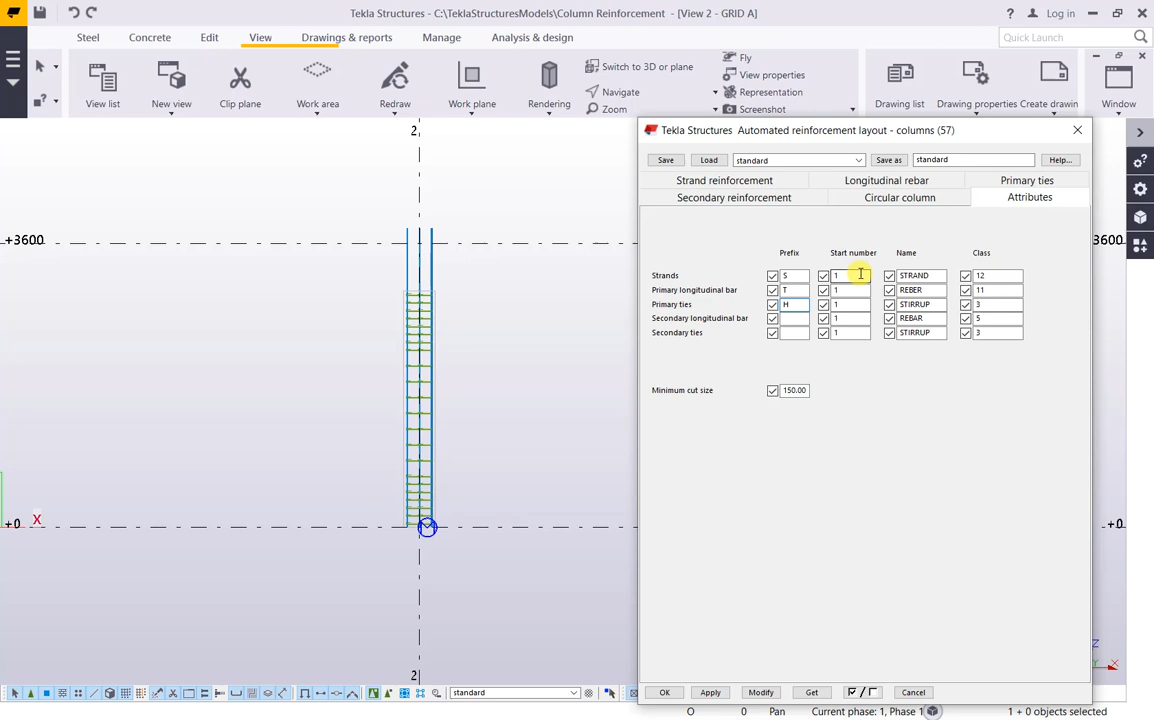 Tekla Structures - C:\TeklaStructuresModels\Column Reinforcement - [View 2 - GRID A]
? Log in
Steel Concrete Edit View Drawings & reports Manage Analysis & design
Quick Launch
View list
New view
Clip plane
Work area
Redraw
Work plane
Rendering
Switch to 3D or plane
Navigate
Zoom
Fly
View properties
Representation
Screenshot
Drawing list
Drawing properties
Create drawin
Window
Tekla Structures Automated reinforcement layout - columns (57)
Save Load standard Save as standard Help...
Strand reinforcement Longitudinal rebar Primary ties
Secondary reinforcement Circular column Attributes
Prefix Start number Name Class
Strands S 1 STRAND 12
Primary longitudinal bar T 1 REBER 11
Primary ties H 1 STIRRUP 3
Secondary longitudinal bar 1 REBAR 5
Secondary ties 1 STIRRUP 3
Minimum cut size 150.00
OK Apply Modify Get / Cancel
2
+3600
3600
+0
X
+0
2
Z
Y
X
standard
O 0 Pan Current phase: 1, Phase 1 1 + 0 objects selected